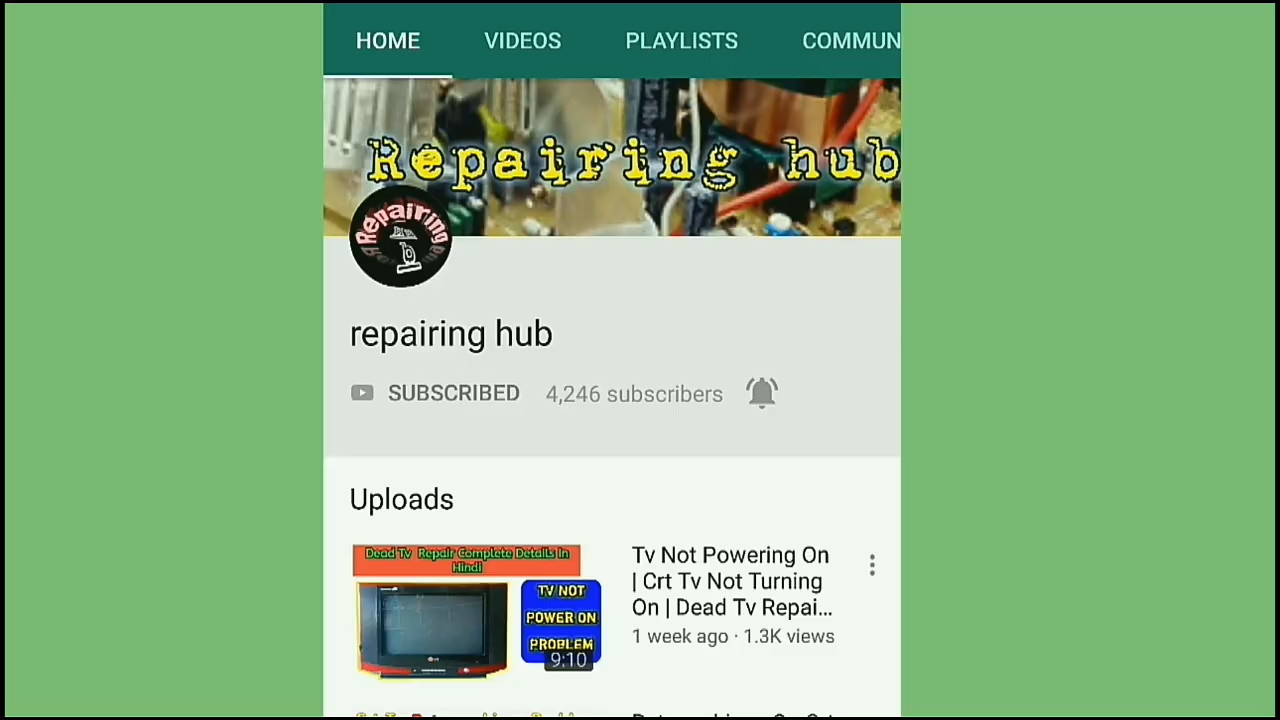 HOME VIDEOS PLAYLISTS COMMUN
Repairing hub
Repairing
repairing hub
SUBSCRIBED 4,246 subscribers
Uploads
Dead Tv Repair Complete Details In
Hindi
TV NOT
POWER ON
PROBLEM
9:10
Tv Not Powering On
| Crt Tv Not Turning
On | Dead Tv Repai...
1 week ago · 1.3K views